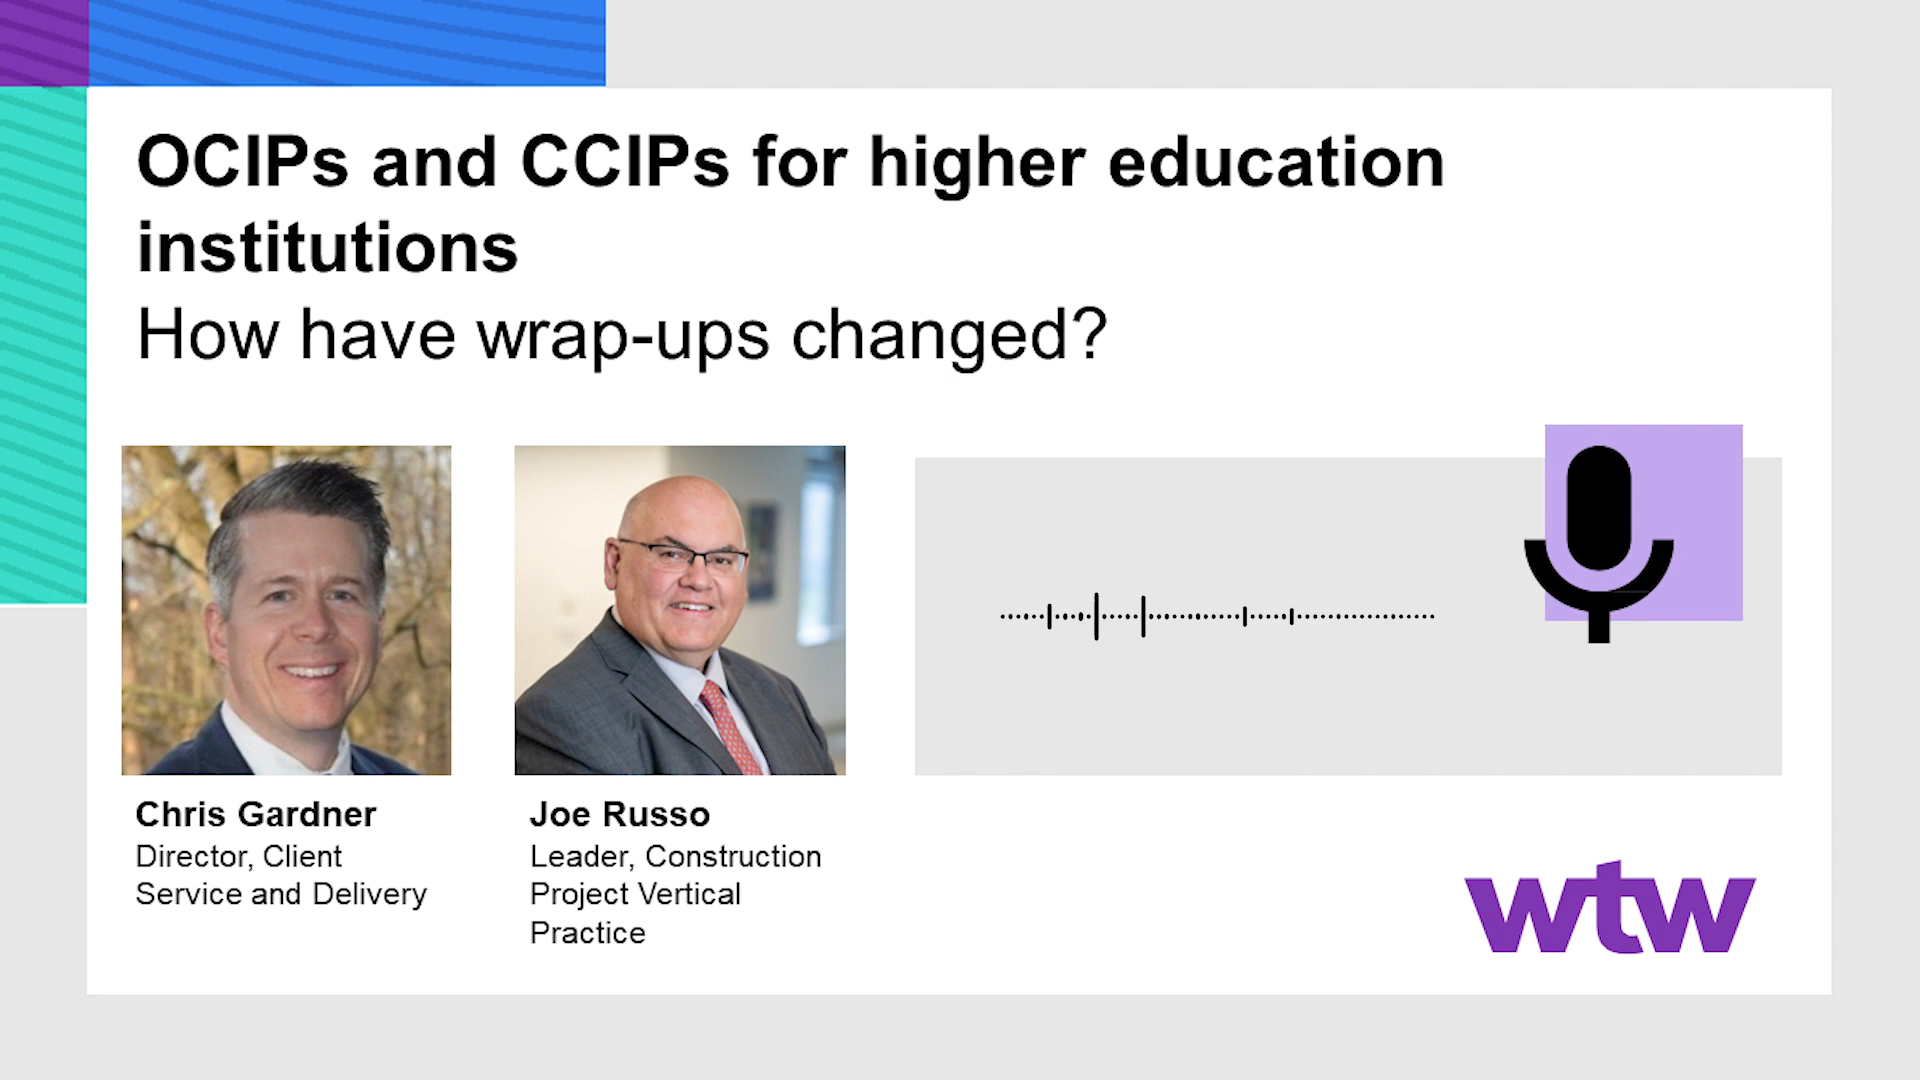 OCIPs and CCIPs for higher education
institutions
How have wrap-ups changed?
Chris Gardner
Director, Client
Service and Delivery
Joe Russo
Leader, Construction
Project Vertical
Practice
wtw